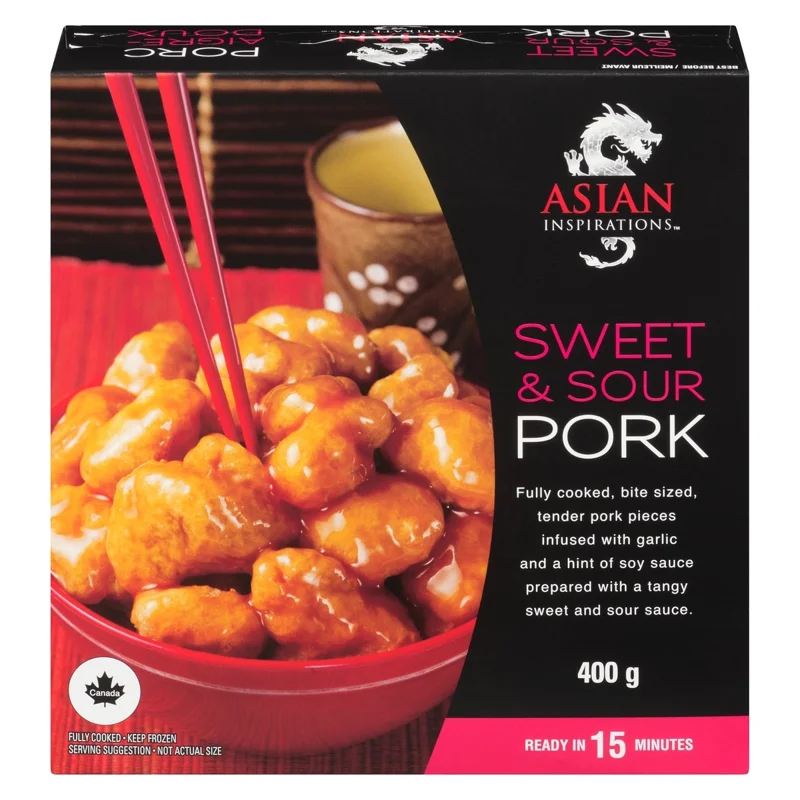 PORC
AIGRE-
DOUX
ASIAN
INSPIRATIONS
SWEET
& SOUR
PORK
BEST BEFORE / MEILLEUR AVANT
ASIAN
INSPIRATIONS™
SWEET
& SOUR
PORK
Fully cooked, bite sized,
tender pork pieces
infused with garlic
and a hint of soy sauce
prepared with a tangy
sweet and sour sauce.
400 g
Canada
FULLY COOKED • KEEP FROZEN
SERVING SUGGESTION • NOT ACTUAL SIZE
READY IN 15 MINUTES